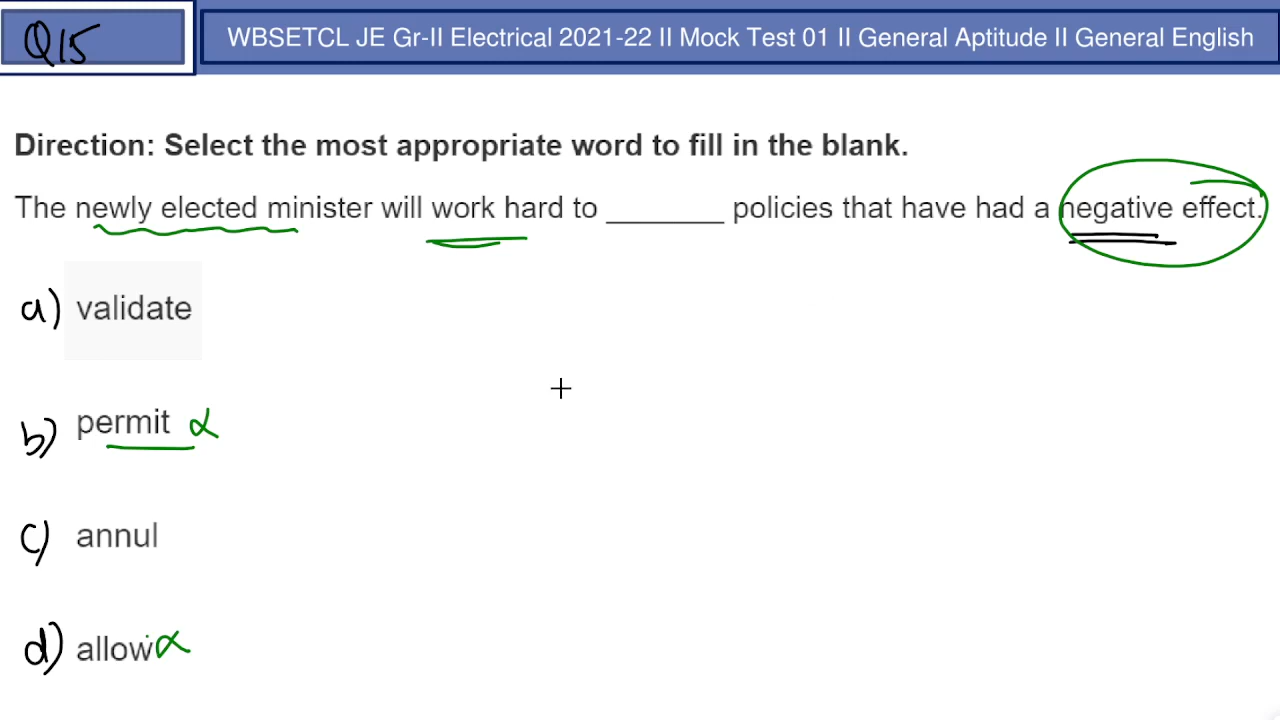 Q15
WBSETCL JE Gr-II Electrical 2021-22 II Mock Test 01 II General Aptitude II General English
Direction: Select the most appropriate word to fill in the blank.
The newly elected minister will work hard to _______ policies that have had a negative effect.
a) validate
b) permit
c) annul
d) allow